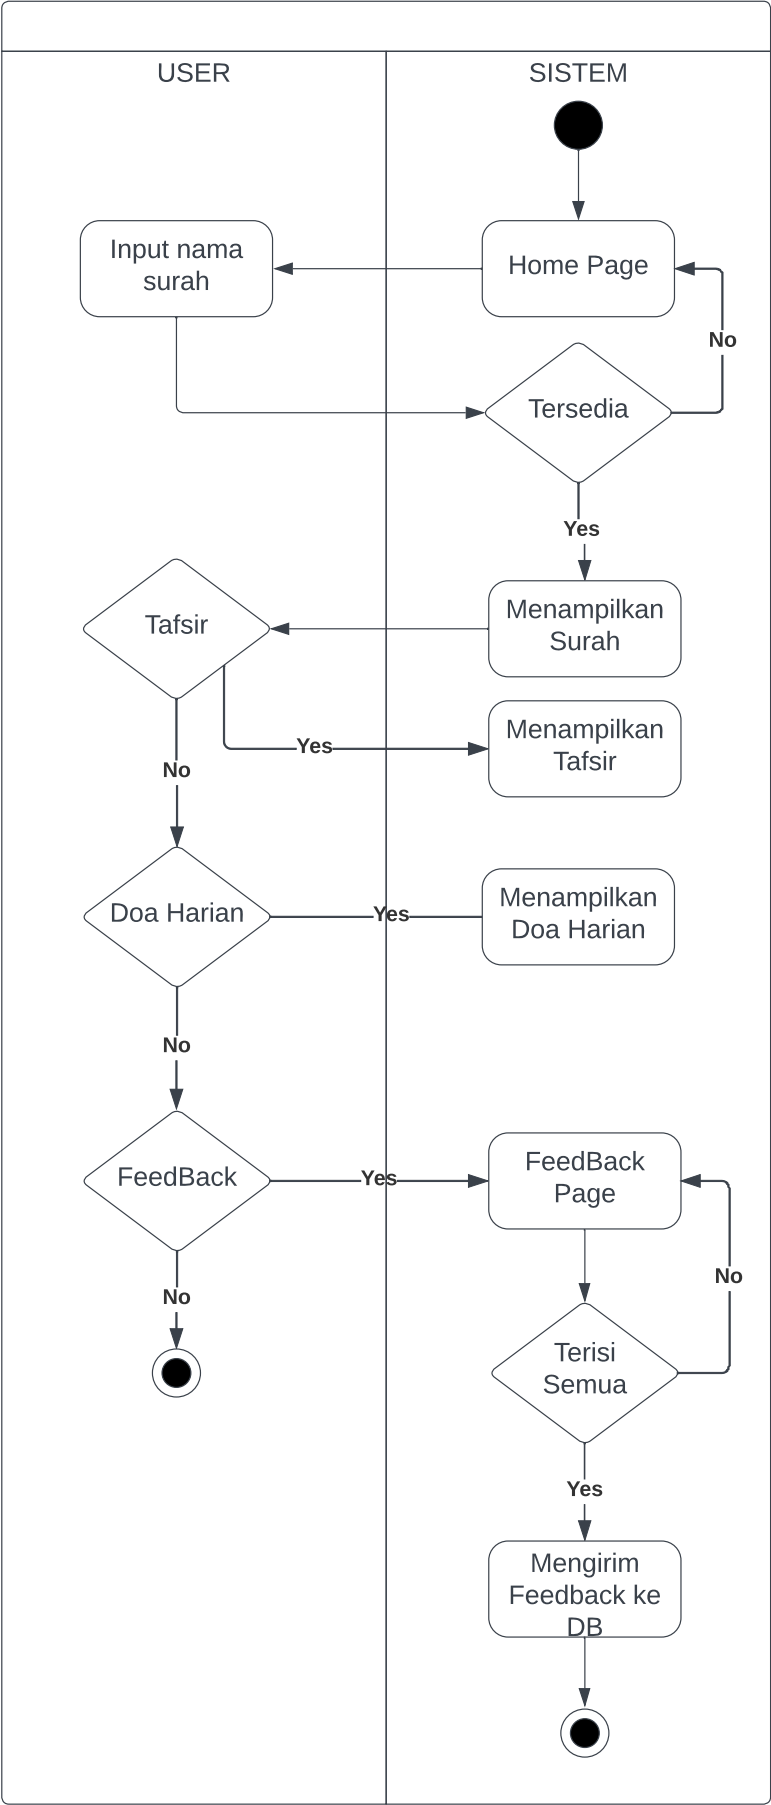 USER
SISTEM
Input nama
surah
Home Page
No
Tersedia
Yes
Tafsir
Menampilkan
Surah
Yes
Menampilkan
Tafsir
No
Doa Harian
Yes
Menampilkan
Doa Harian
No
FeedBack
Yes
FeedBack
Page
No
No
Terisi
Semua
Yes
Mengirim
Feedback ke
DB